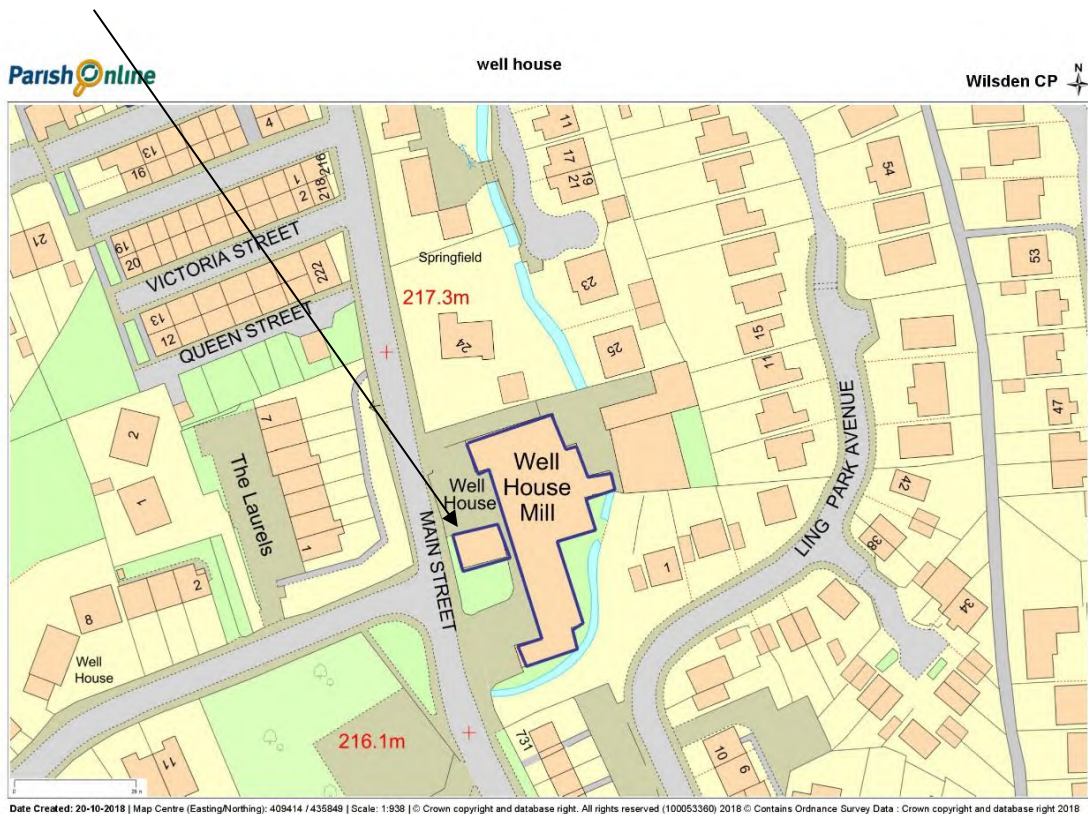 Parish Online
well house
Wilsden CP
N
4
13
16
1
2
218 216
19
20
VICTORIA STREET
222
13
12
QUEEN STREET
21
11
17
19
21
Springfield
217.3m
23
24
25
54
53
15
11
47
2
1
7
The Laurels
1
Well
House
Well
House
Mill
MAIN STREET
LING PARK AVENUE
42
38
34
1
2
8
Well
House
216.1m
11
731
10
6
Date Created: 20-10-2018 | Map Centre (Easting/Northing): 409414 / 435849 | Scale: 1:938 | © Crown copyright and database right. All rights reserved (100053360) 2018 © Contains Ordnance Survey Data : Crown copyright and database right 2018